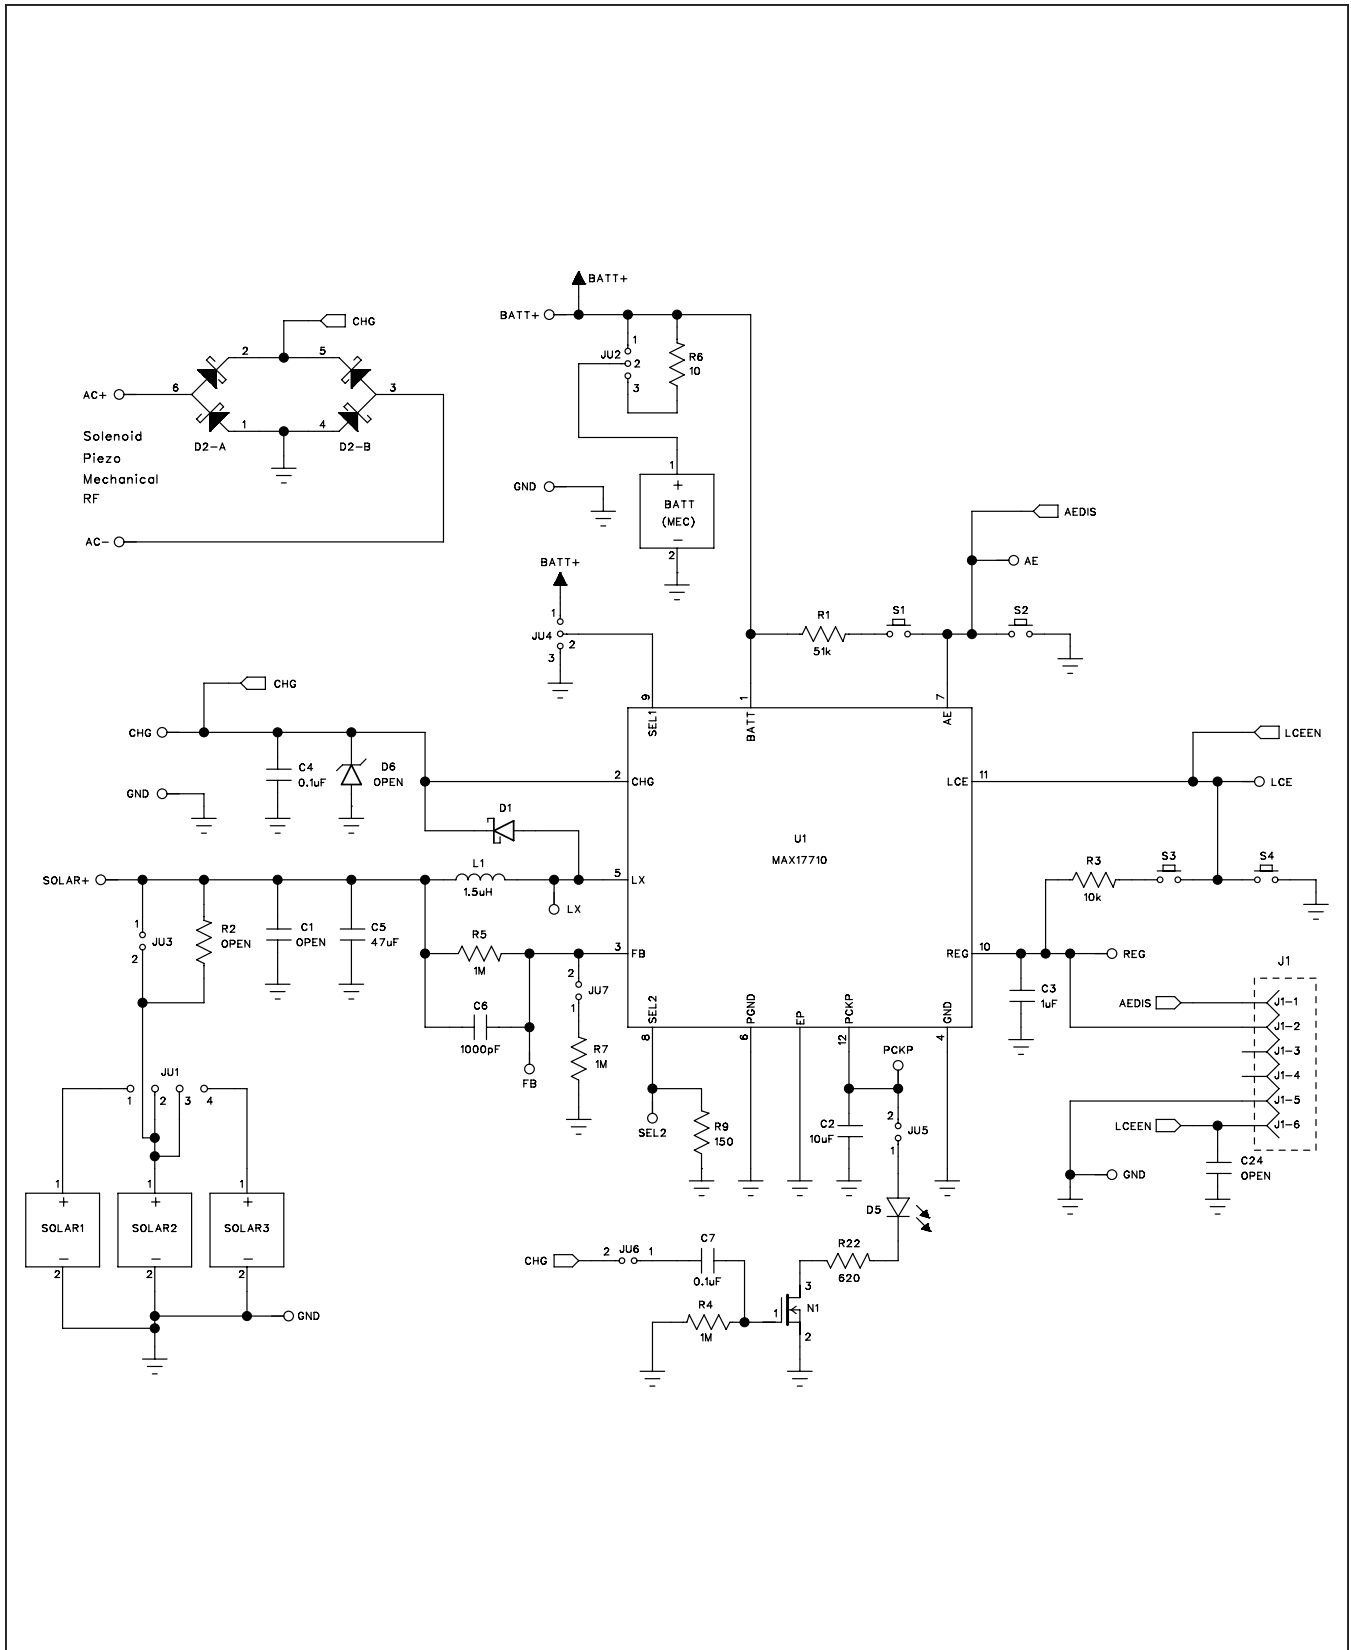 BATT+
BATT+
CHG
2
5
6
3
AC+
1
4
D2-A
D2-B
Solenoid
Piezo
Mechanical
RF
AC-
1
JU2
2
3
R6
10
1
GND
+
BATT
(MEC)
−
2
BATT+
1
JU4
2
3
AEDIS
AE
R1
51k
S1
S2
CHG
CHG
C4
0.1uF
D6
OPEN
GND
9
1
7
SEL1
BATT
AE
2
CHG
LCE
11
LCEEN
LCE
D1
U1
MAX17710
L1
1.5uH
SOLAR+
5
LX
LX
R3
10k
S3
S4
1
JU3
2
R2
OPEN
C1
OPEN
C5
47uF
R5
1M
3
FB
REG
10
REG
J1
2
JU7
1
C6
1000pF
FB
R7
1M
SEL2
PGND
EP
PCKP
GND
8
6
12
4
C3
1uF
AEDIS
J1-1
J1-2
J1-3
J1-4
J1-5
J1-6
LCEEN
C24
OPEN
GND
PCKP
SEL2
R9
150
C2
10uF
2
JU5
1
JU1
1
2
3
4
1
1
1
+
+
+
SOLAR1
SOLAR2
SOLAR3
−
−
−
2
2
2
GND
D5
CHG
2
JU6
1
C7
0.1uF
R22
620
R4
1M
1
3
N1
2